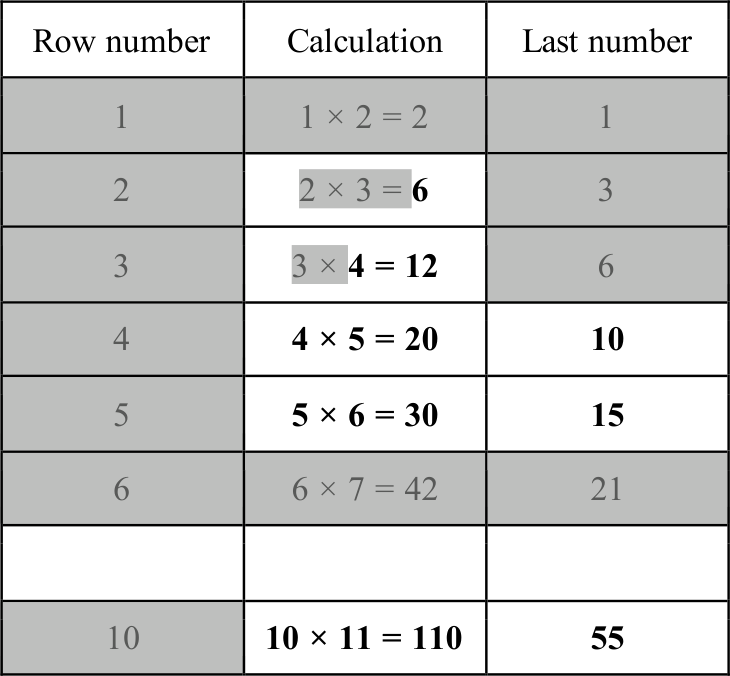 Row number Calculation Last number
1 1 × 2 = 2 1
2 2 × 3 = 6 3
3 3 × 4 = 12 6
4 4 × 5 = 20 10
5 5 × 6 = 30 15
6 6 × 7 = 42 21
10 10 × 11 = 110 55